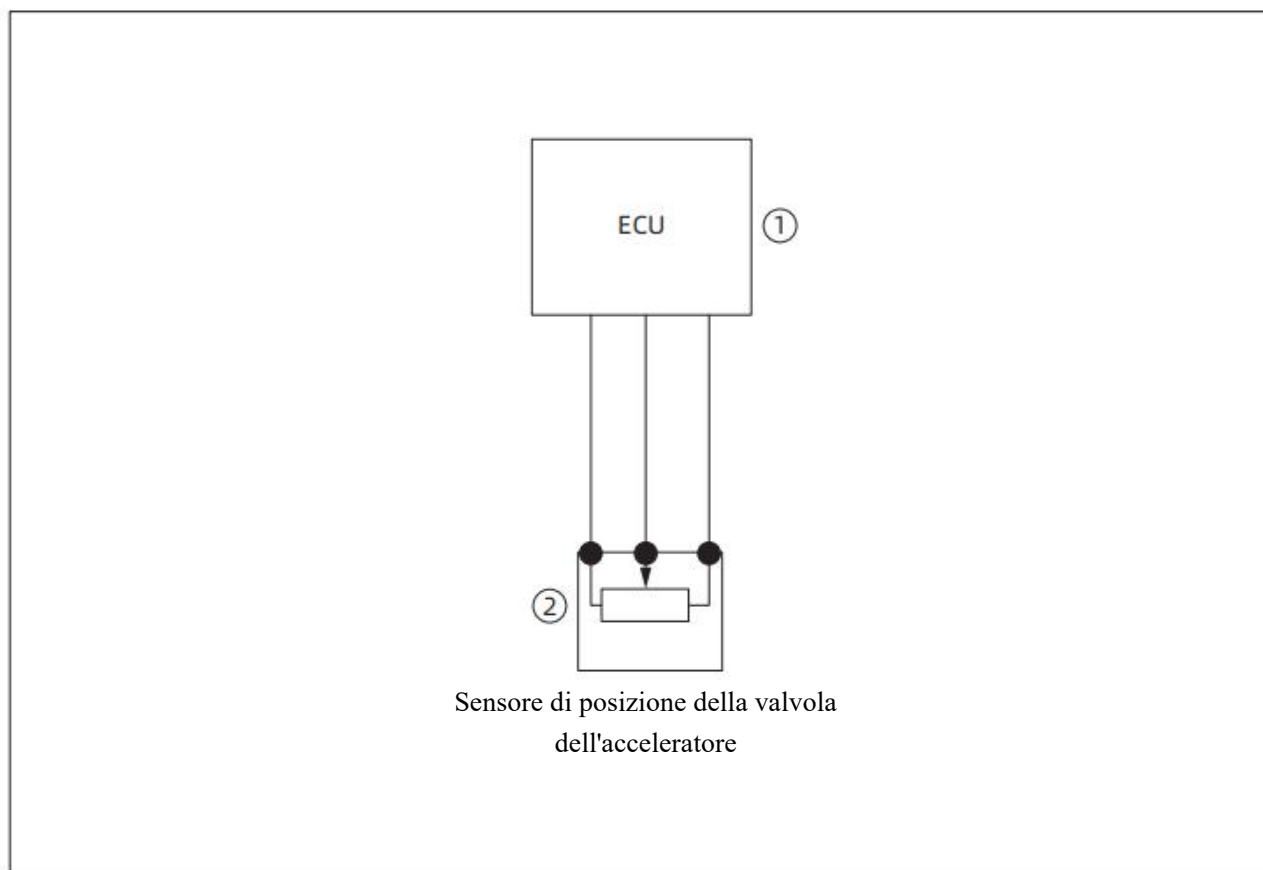 ECU
①
②
Sensore di posizione della valvola
dell'acceleratore